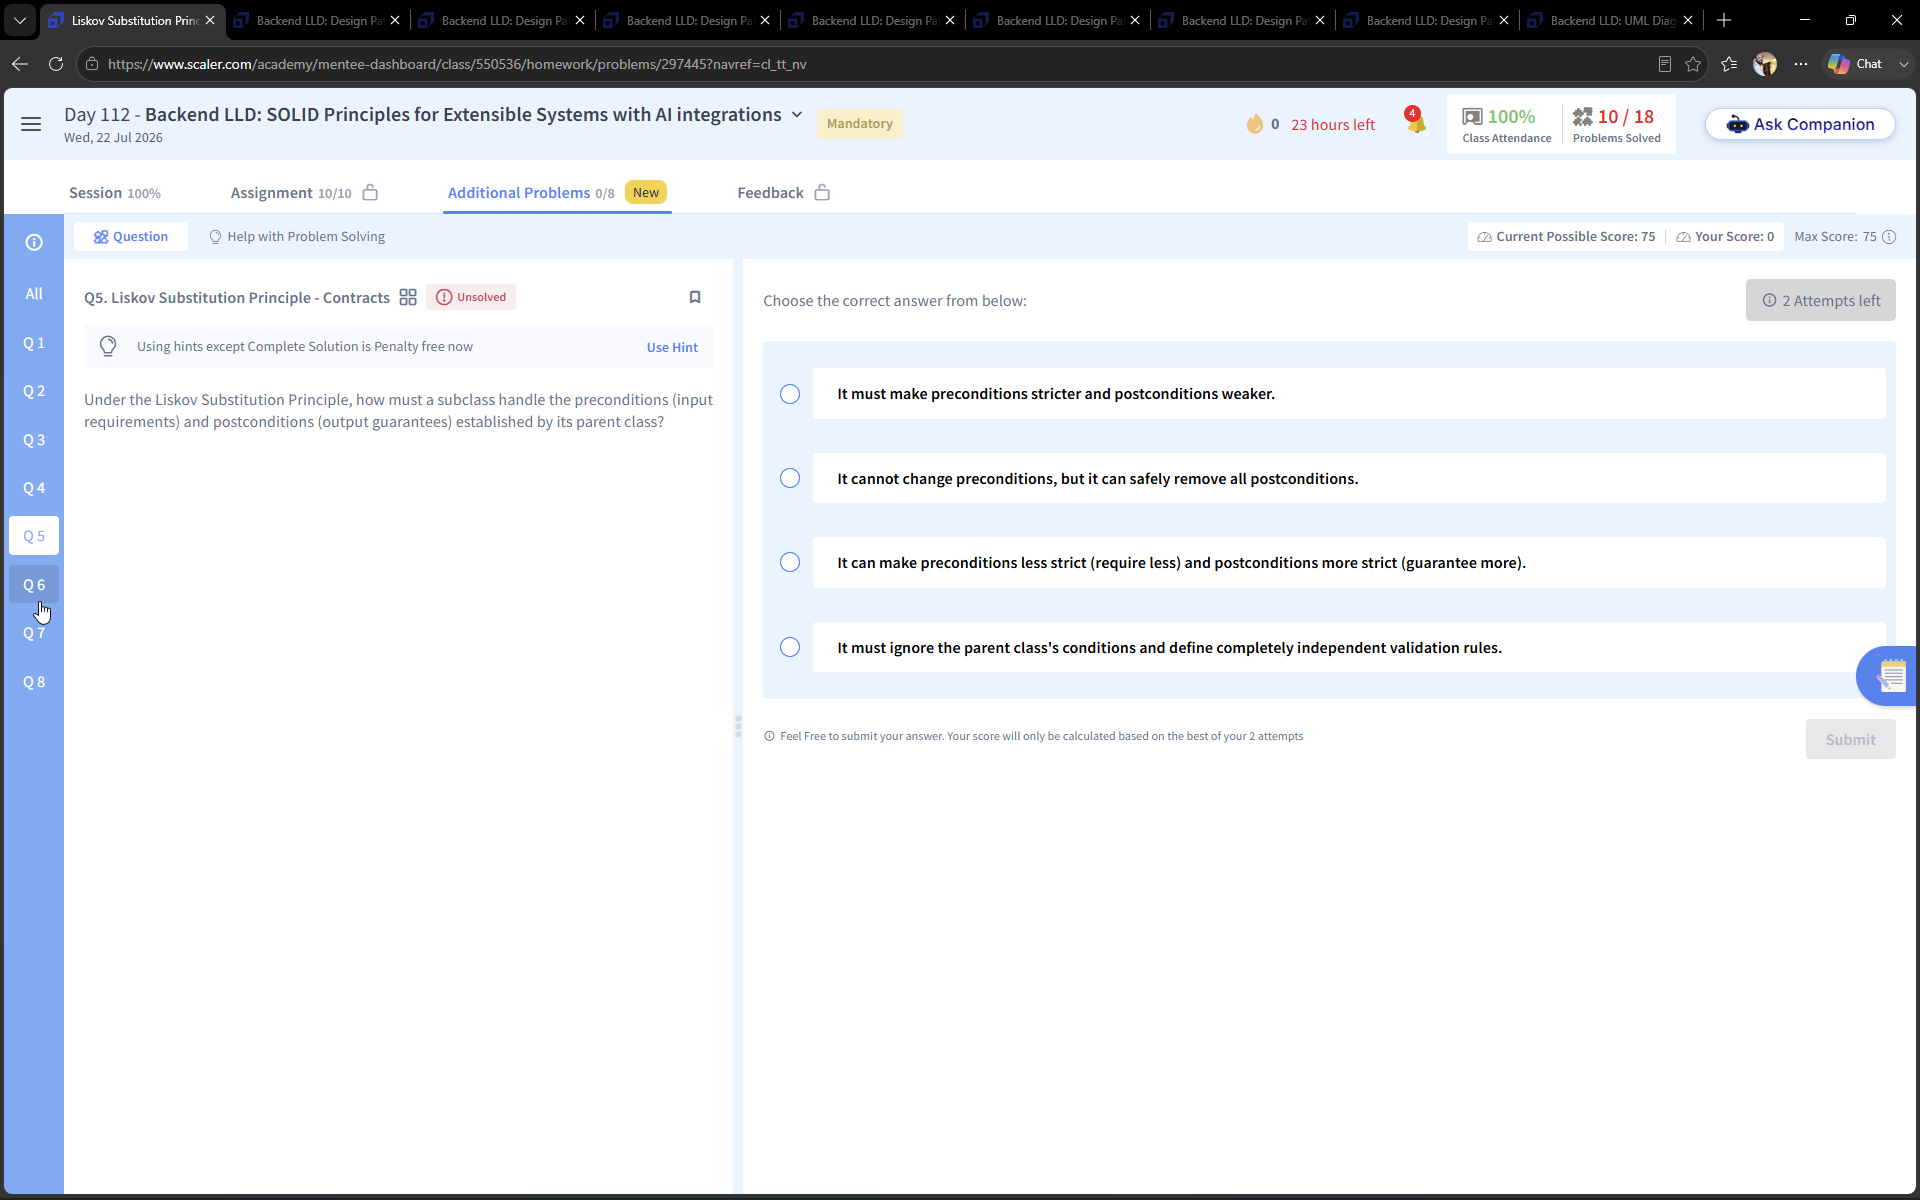 Liskov Substitution Princ
Backend LLD: Design Pa
Backend LLD: Design Pa
Backend LLD: Design Pa
Backend LLD: Design Pa
Backend LLD: Design Pa
Backend LLD: Design Pa
Backend LLD: Design Pa
Backend LLD: UML Diag
https://www.scaler.com/academy/mentee-dashboard/class/550536/homework/problems/297445?navref=cl_tt_nv
Chat
Day 112 - Backend LLD: SOLID Principles for Extensible Systems with AI integrations
Wed, 22 Jul 2026
Mandatory
0
23 hours left
4
100%
Class Attendance
10 / 18
Problems Solved
Ask Companion
Session 100%
Assignment 10/10
Additional Problems 0/8
New
Feedback
Question
Help with Problem Solving
Current Possible Score: 75
Your Score: 0
Max Score: 75
All
Q 1
Q 2
Q 3
Q 4
Q 5
Q 6
Q 7
Q 8
Q5. Liskov Substitution Principle - Contracts
Unsolved
Using hints except Complete Solution is Penalty free now
Use Hint
Under the Liskov Substitution Principle, how must a subclass handle the preconditions (input
requirements) and postconditions (output guarantees) established by its parent class?
Choose the correct answer from below:
2 Attempts left
It must make preconditions stricter and postconditions weaker.
It cannot change preconditions, but it can safely remove all postconditions.
It can make preconditions less strict (require less) and postconditions more strict (guarantee more).
It must ignore the parent class's conditions and define completely independent validation rules.
Feel Free to submit your answer. Your score will only be calculated based on the best of your 2 attempts
Submit